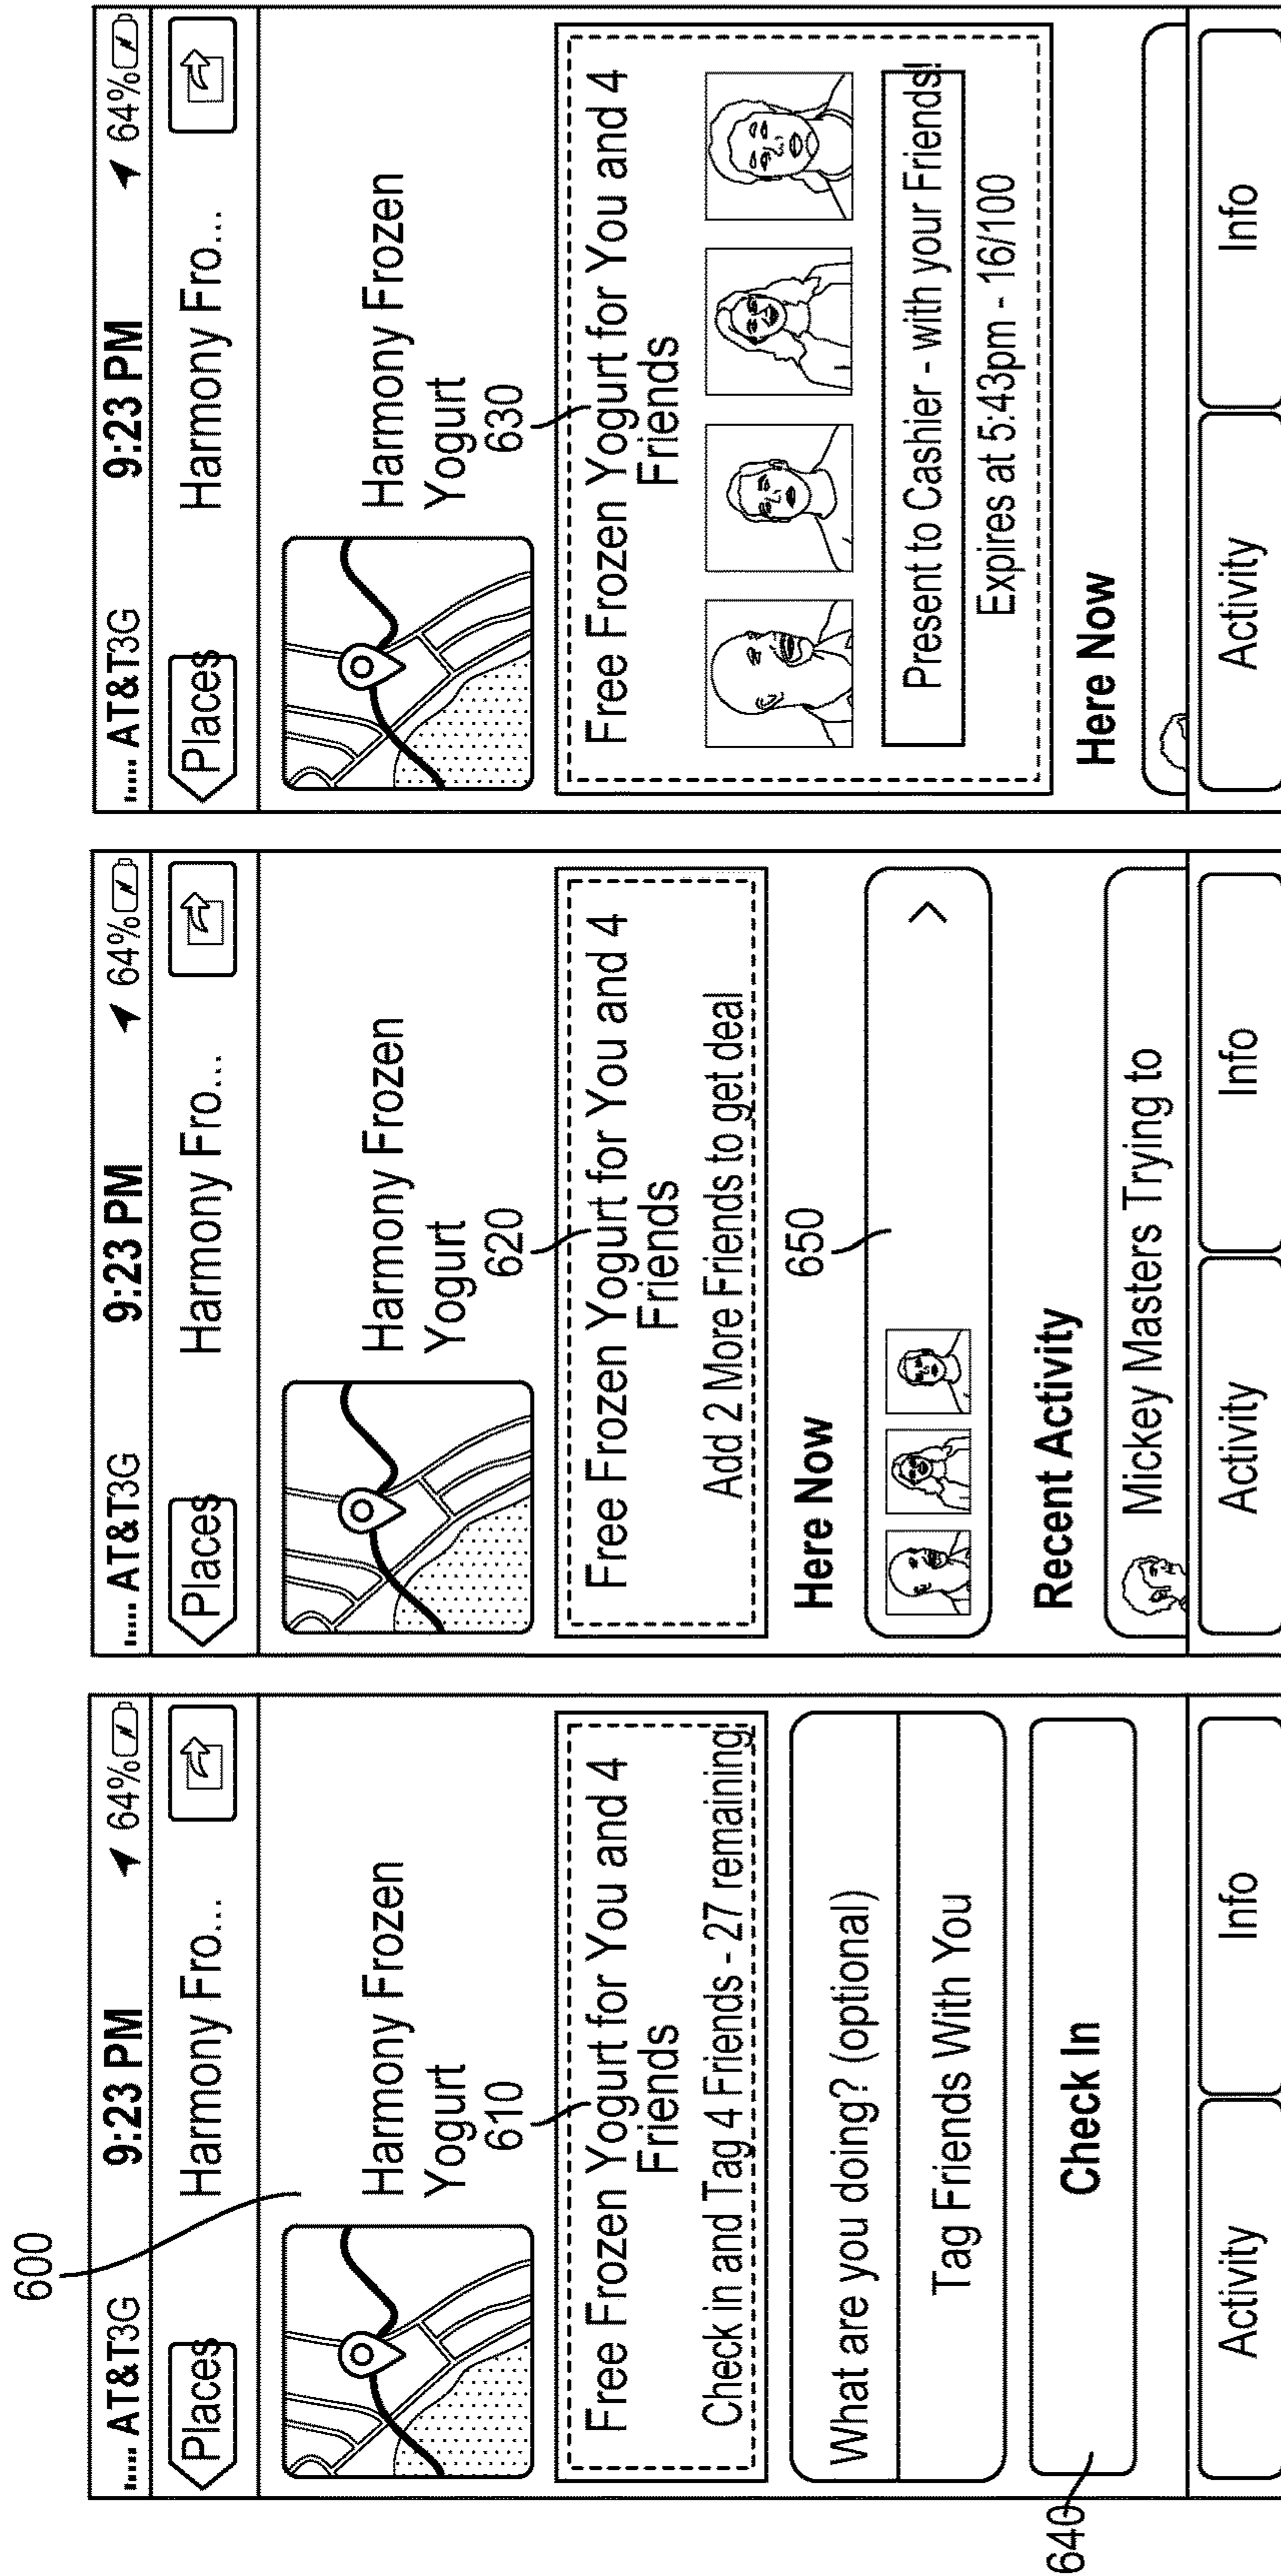 600
..... AT&T3G 9:23 PM 64%
Places Harmony Fro...
Harmony Frozen
Yogurt
610
Free Frozen Yogurt for You and 4
Friends
Check in and Tag 4 Friends - 27 remaining
What are you doing? (optional)
Tag Friends With You
640
Check In
Activity Info
..... AT&T3G 9:23 PM 64%
Places Harmony Fro...
Harmony Frozen
Yogurt
620
Free Frozen Yogurt for You and 4
Friends
Add 2 More Friends to get deal
Here Now
650
>
Recent Activity
Mickey Masters Trying to
Activity Info
..... AT&T3G 9:23 PM 64%
Places Harmony Fro...
Harmony Frozen
Yogurt
630
Free Frozen Yogurt for You and 4
Friends
Present to Cashier - with your Friends!
Expires at 5:43pm - 16/100
Here Now
Activity Info